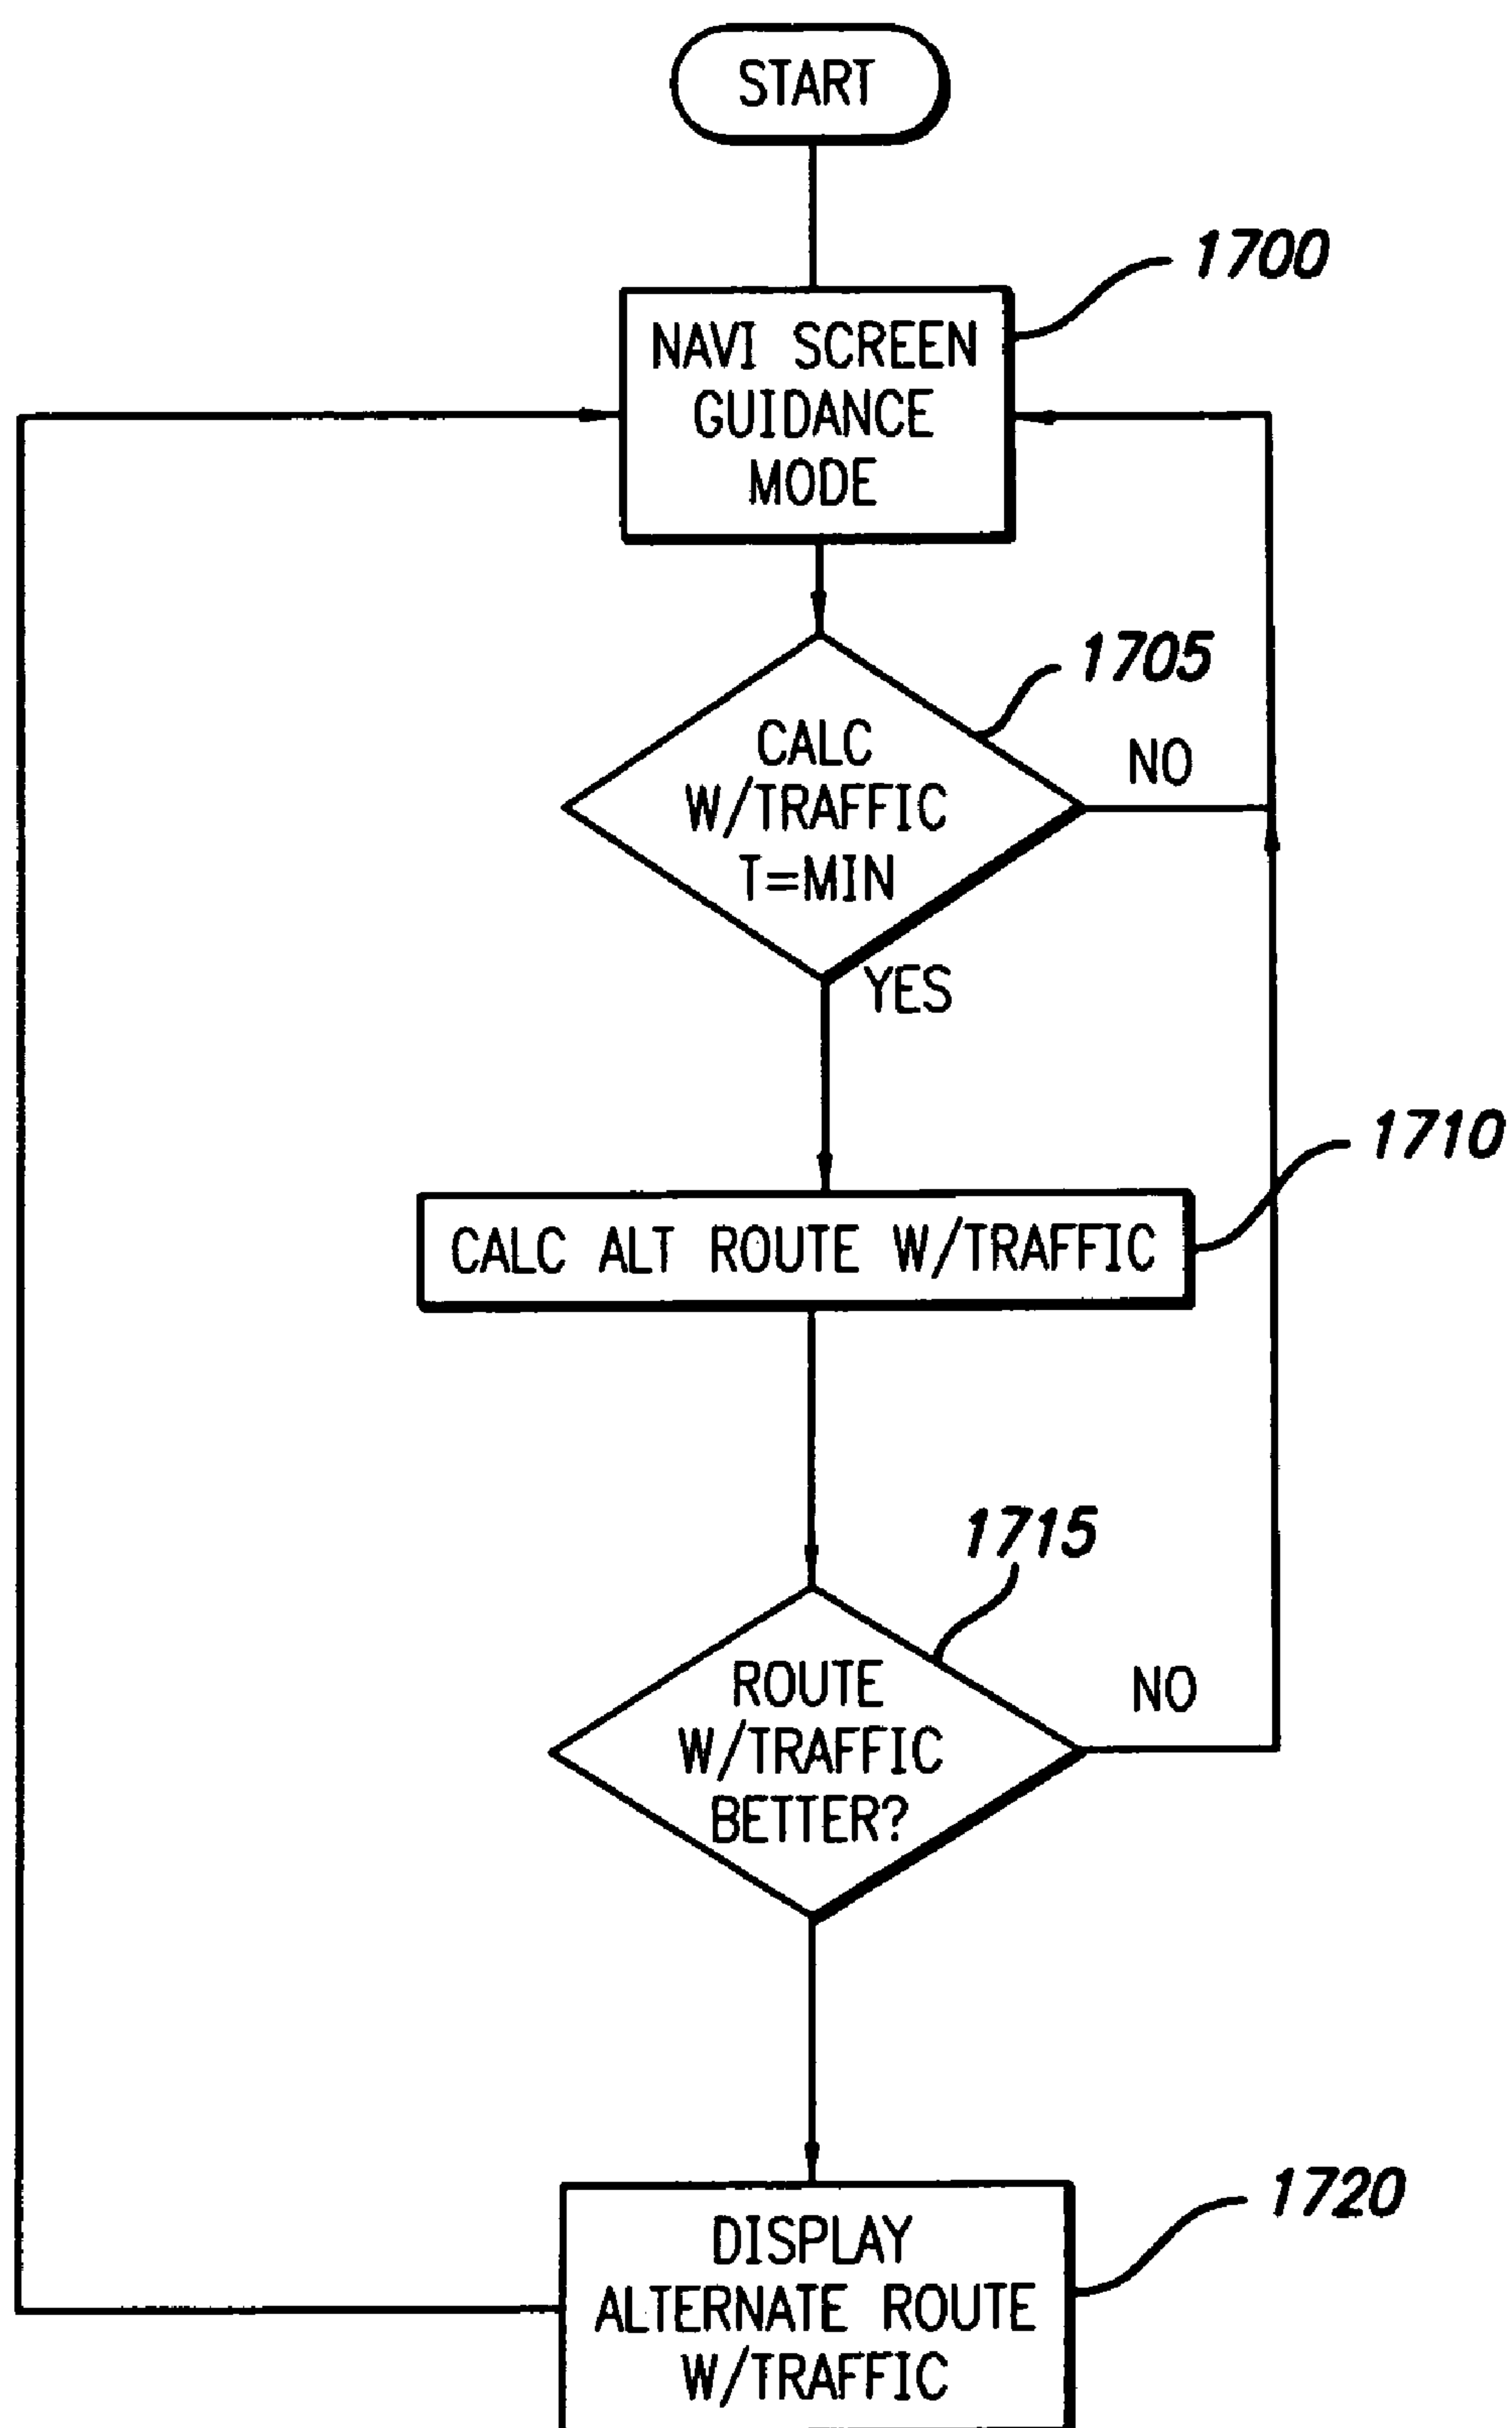 START
1700
NAVI SCREEN
GUIDANCE
MODE
1705
CALC
W/TRAFFIC
T=MIN
NO
YES
1710
CALC ALT ROUTE W/TRAFFIC
1715
ROUTE
W/TRAFFIC
BETTER?
NO
1720
DISPLAY
ALTERNATE ROUTE
W/TRAFFIC